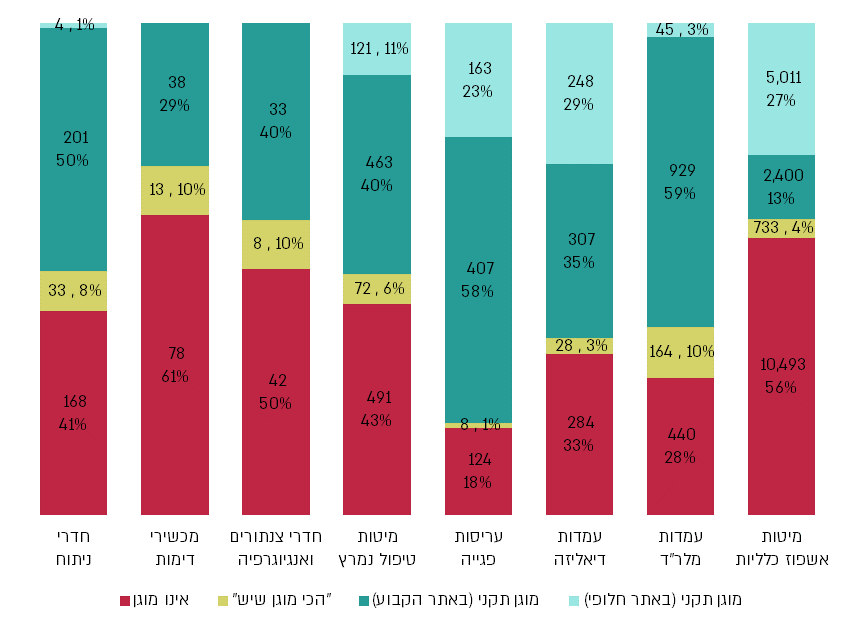 4 , 1%
201
50%
33 , 8%
168
41%
38
29%
13 , 10%
78
61%
33
40%
8 , 10%
42
50%
121 , 11%
463
40%
72 , 6%
491
43%
163
23%
407
58%
8 , 1%
124
18%
248
29%
307
35%
28 , 3%
284
33%
45 , 3%
929
59%
164 , 10%
440
28%
5,011
27%
2,400
13%
733 , 4%
10,493
56%
חדרי
ניתוח
מכשירי
דימות
חדרי צנתורים
ואנגיוגרפיה
מיטות
טיפול נמרץ
עריסות
פגייה
עמדות
דיאליזה
עמדות
מלר"ד
מיטות
אשפוז כלליות
מוגן תקני (באתר חלופי) מוגן תקני (באתר הקבוע) "הכי מוגן שיש" אינו מוגן